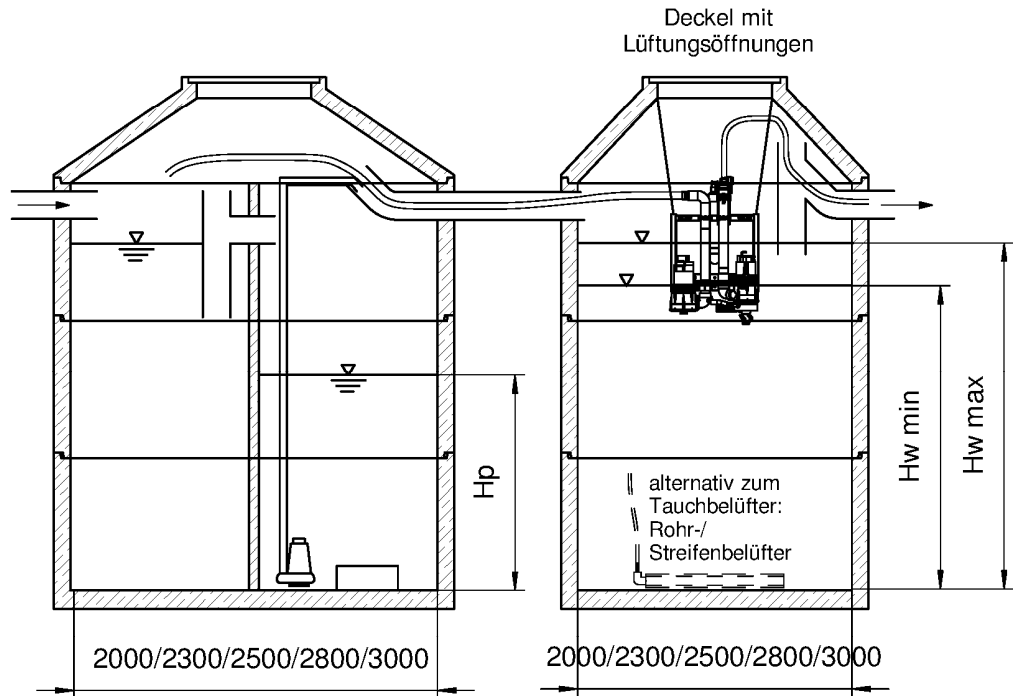 Deckel mit
Lüftungsöffnungen
Hp
Hw min
Hw max
alternativ zum
Tauchbelüfter:
Rohr-/
Streifenbelüfter
2000/2300/2500/2800/3000
2000/2300/2500/2800/3000